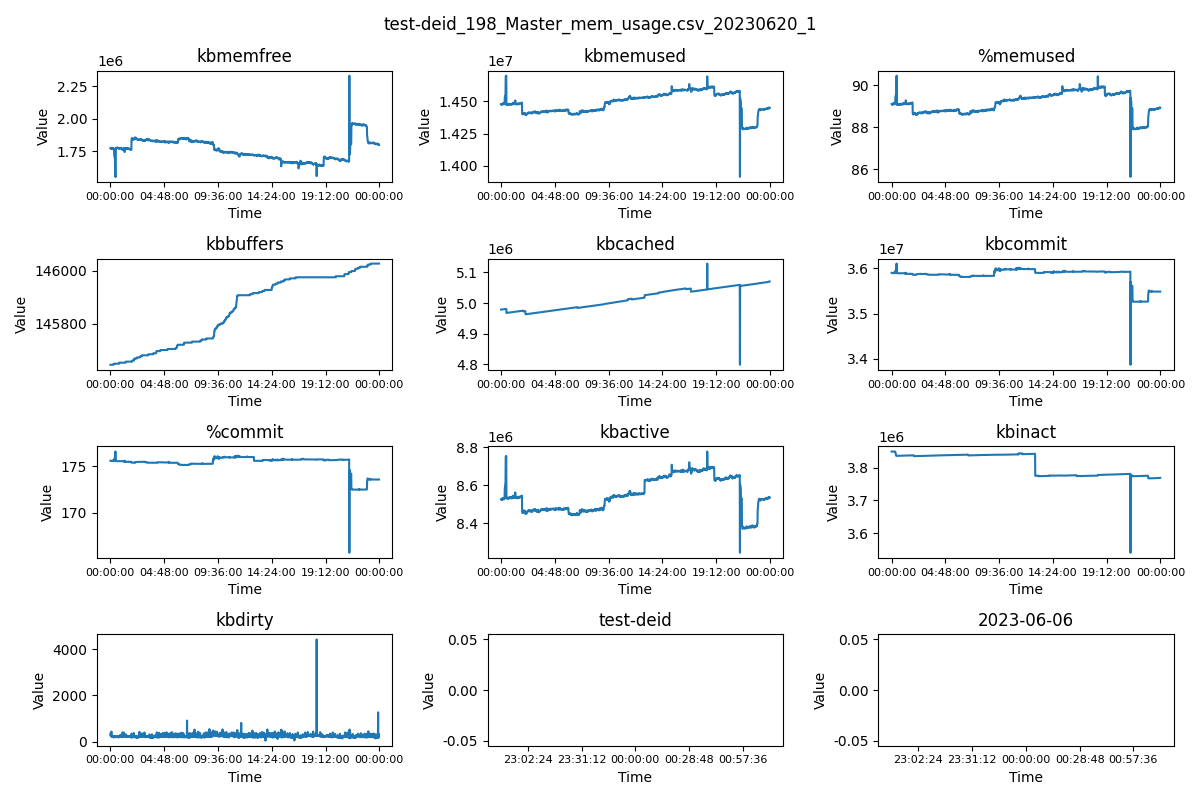 test-deid_198_Master_mem_usage.csv_20230620_1
kbmemfree
1e6
2.25
2.00
1.75
Value
00:00:00 04:48:00 09:36:00 14:24:00 19:12:00 00:00:00
Time
kbmemused
1e7
1.450
1.425
1.400
Value
00:00:00 04:48:00 09:36:00 14:24:00 19:12:00 00:00:00
Time
%memused
90
88
86
Value
00:00:00 04:48:00 09:36:00 14:24:00 19:12:00 00:00:00
Time
kbbuffers
146000
145800
Value
00:00:00 04:48:00 09:36:00 14:24:00 19:12:00 00:00:00
Time
kbcached
1e6
5.1
5.0
4.9
4.8
Value
00:00:00 04:48:00 09:36:00 14:24:00 19:12:00 00:00:00
Time
kbcommit
1e7
3.6
3.5
3.4
Value
00:00:00 04:48:00 09:36:00 14:24:00 19:12:00 00:00:00
Time
%commit
175
170
Value
00:00:00 04:48:00 09:36:00 14:24:00 19:12:00 00:00:00
Time
kbactive
1e6
8.8
8.6
8.4
Value
00:00:00 04:48:00 09:36:00 14:24:00 19:12:00 00:00:00
Time
kbinact
1e6
3.8
3.7
3.6
Value
00:00:00 04:48:00 09:36:00 14:24:00 19:12:00 00:00:00
Time
kbdirty
4000
2000
0
Value
00:00:00 04:48:00 09:36:00 14:24:00 19:12:00 00:00:00
Time
test-deid
0.05
0.00
-0.05
Value
23:02:24 23:31:12 00:00:00 00:28:48 00:57:36
Time
2023-06-06
0.05
0.00
-0.05
Value
23:02:24 23:31:12 00:00:00 00:28:48 00:57:36
Time